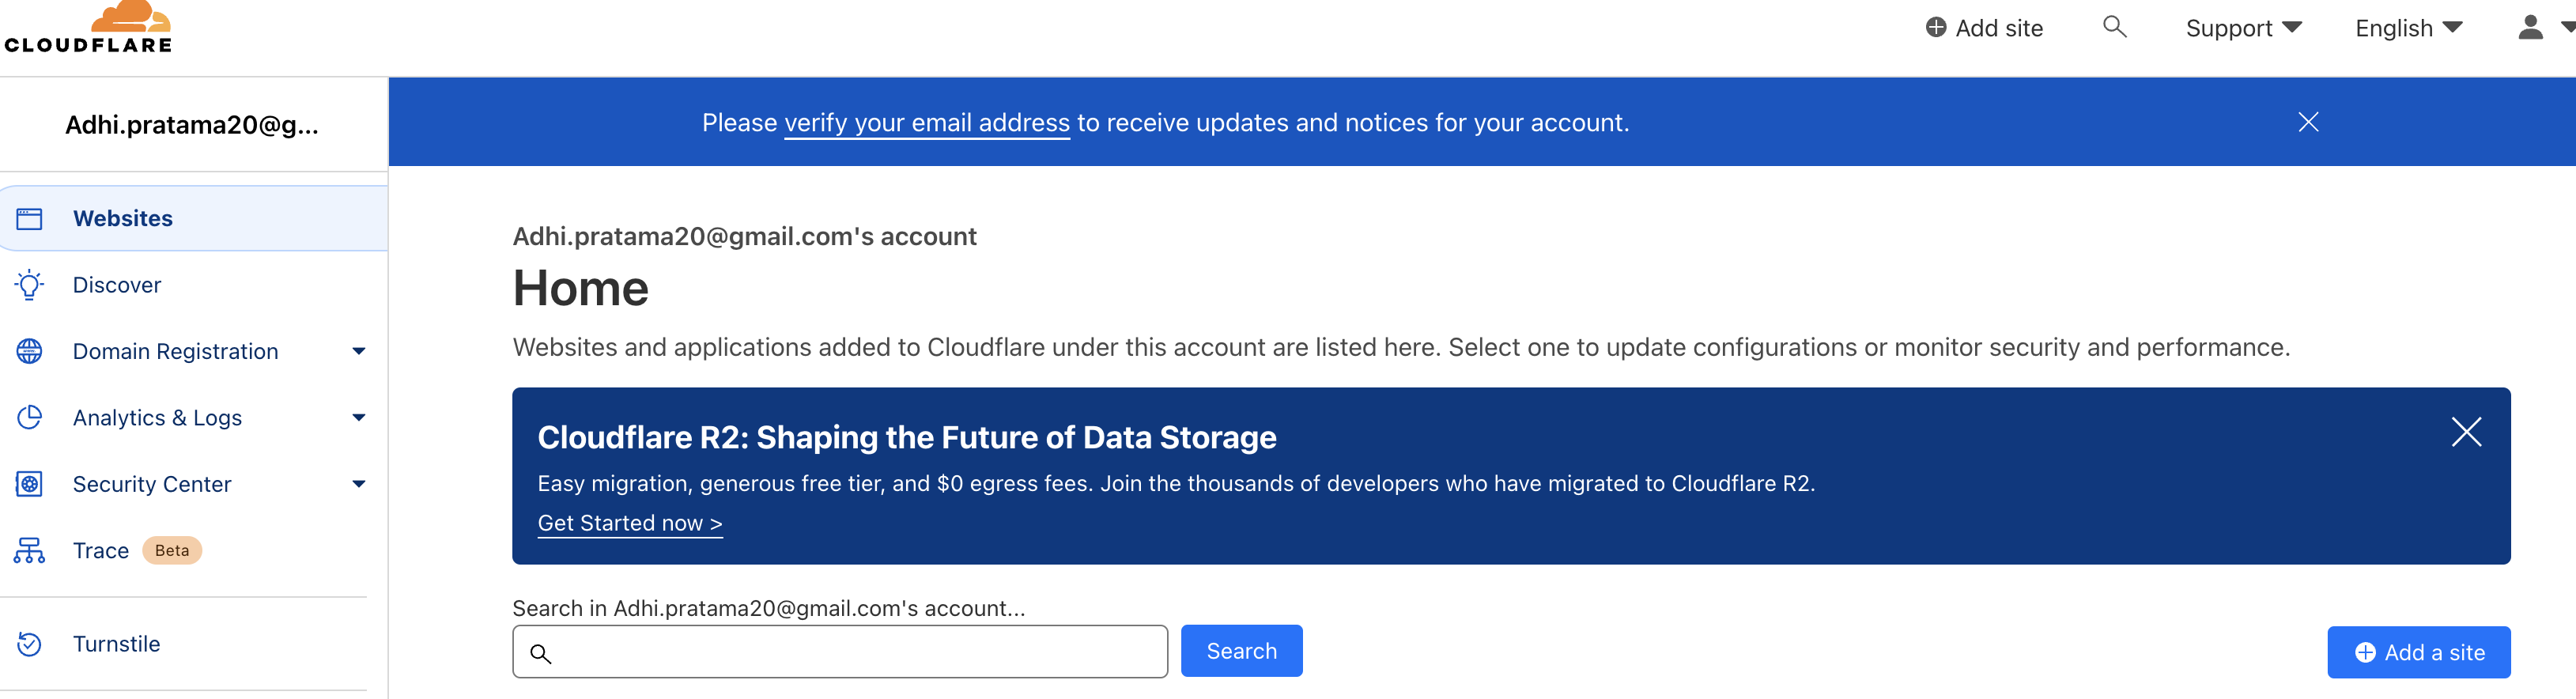 CLOUDFLARE
Add site
Support
English
Adhi.pratama20@g...
Please verify your email address to receive updates and notices for your account.
Websites
Discover
Domain Registration
Analytics & Logs
Security Center
Trace Beta
Turnstile
Adhi.pratama20@gmail.com's account
Home
Websites and applications added to Cloudflare under this account are listed here. Select one to update configurations or monitor security and performance.
Cloudflare R2: Shaping the Future of Data Storage
Easy migration, generous free tier, and $0 egress fees. Join the thousands of developers who have migrated to Cloudflare R2.
Get Started now >
Search in Adhi.pratama20@gmail.com's account...
Search
Add a site